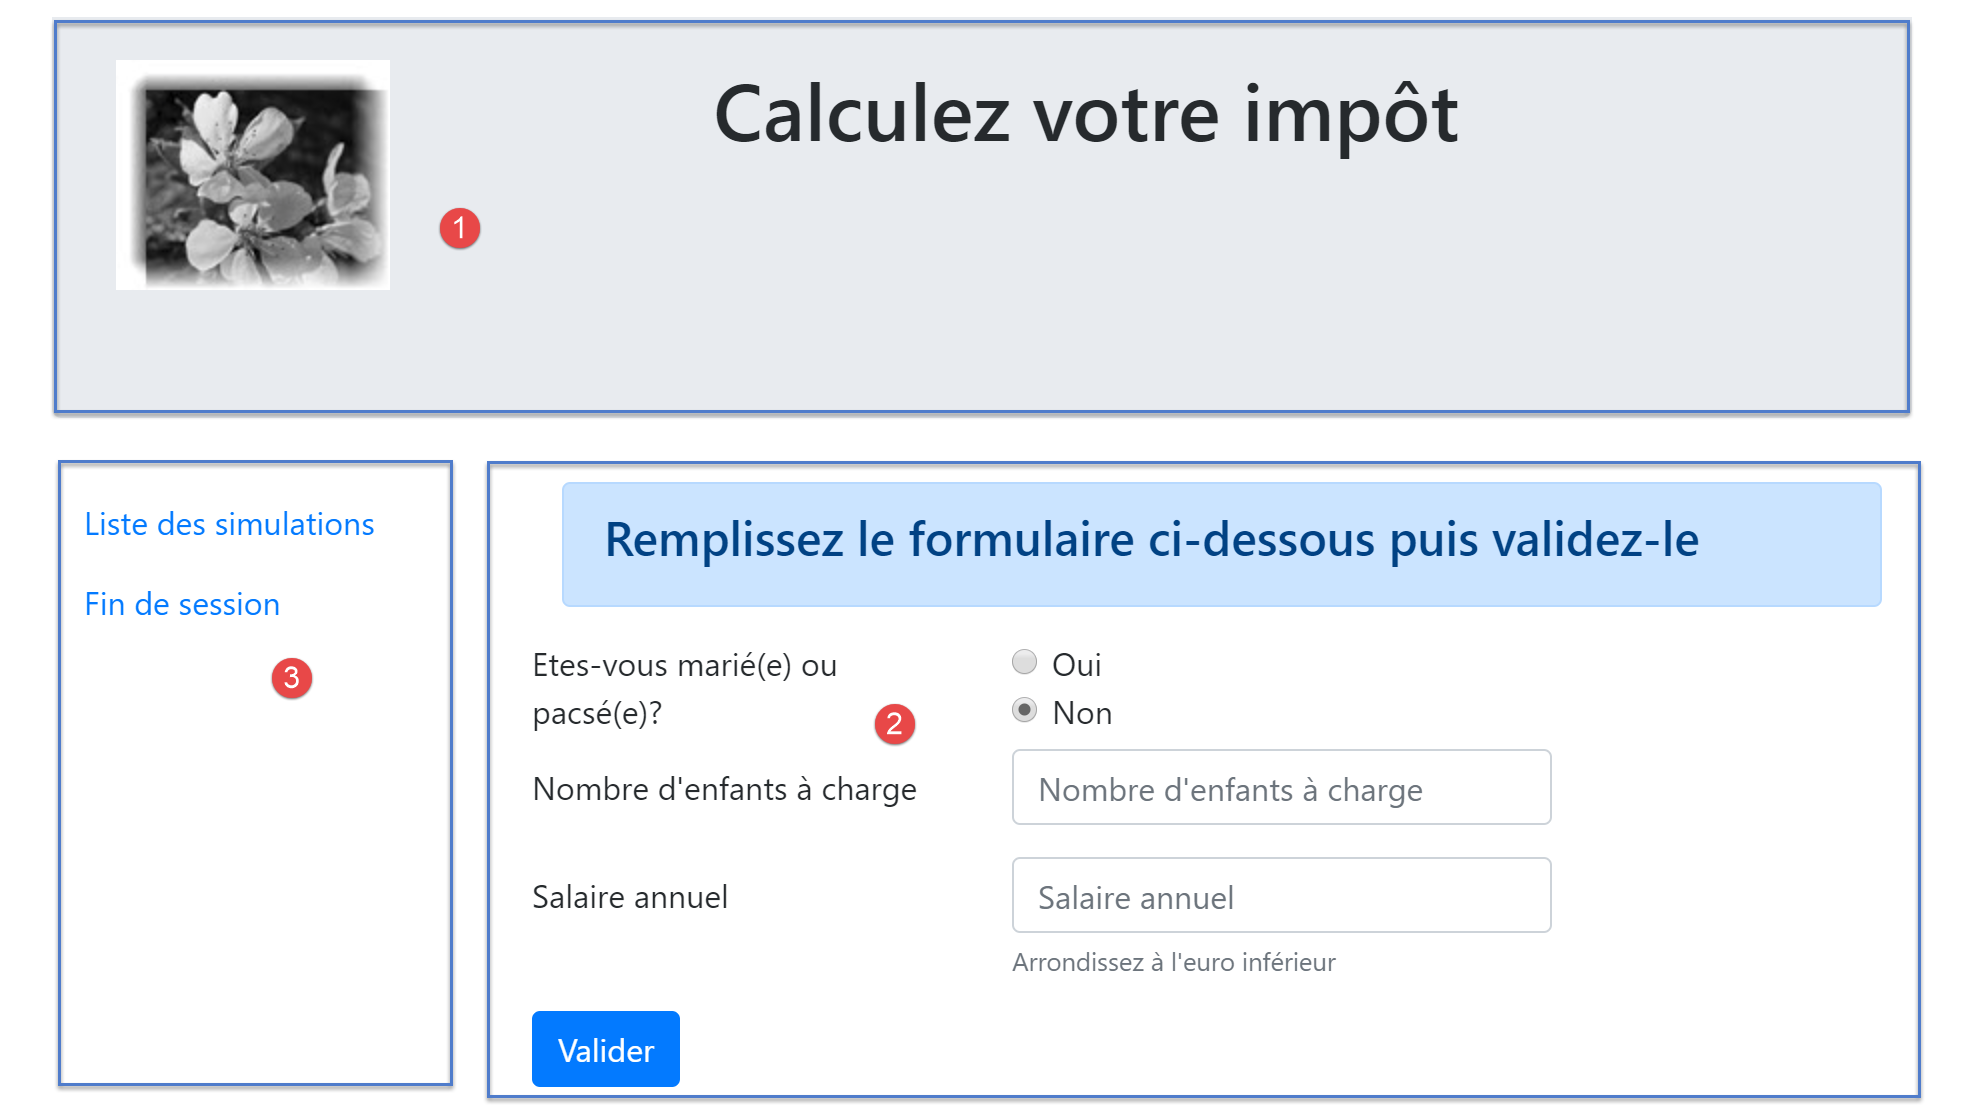 Calculez votre impôt
1
Liste des simulations
Fin de session
3
Remplissez le formulaire ci-dessous puis validez-le
Etes-vous marié(e) ou
pacsé(e)?
2
Oui
Non
Nombre d'enfants à charge
Nombre d'enfants à charge
Salaire annuel
Salaire annuel
Arrondissez à l'euro inférieur
Valider